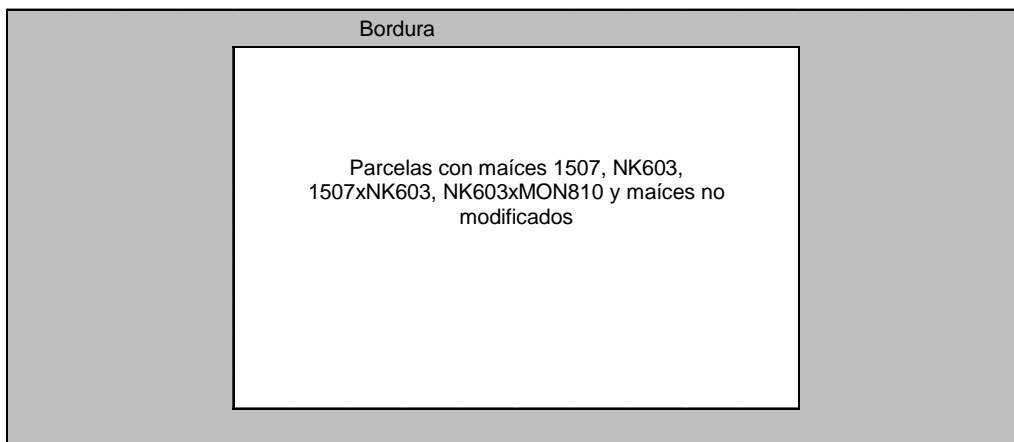 Bordura
Parcelas con maíces 1507, NK603,
1507xNK603, NK603xMON810 y maíces no
modificados